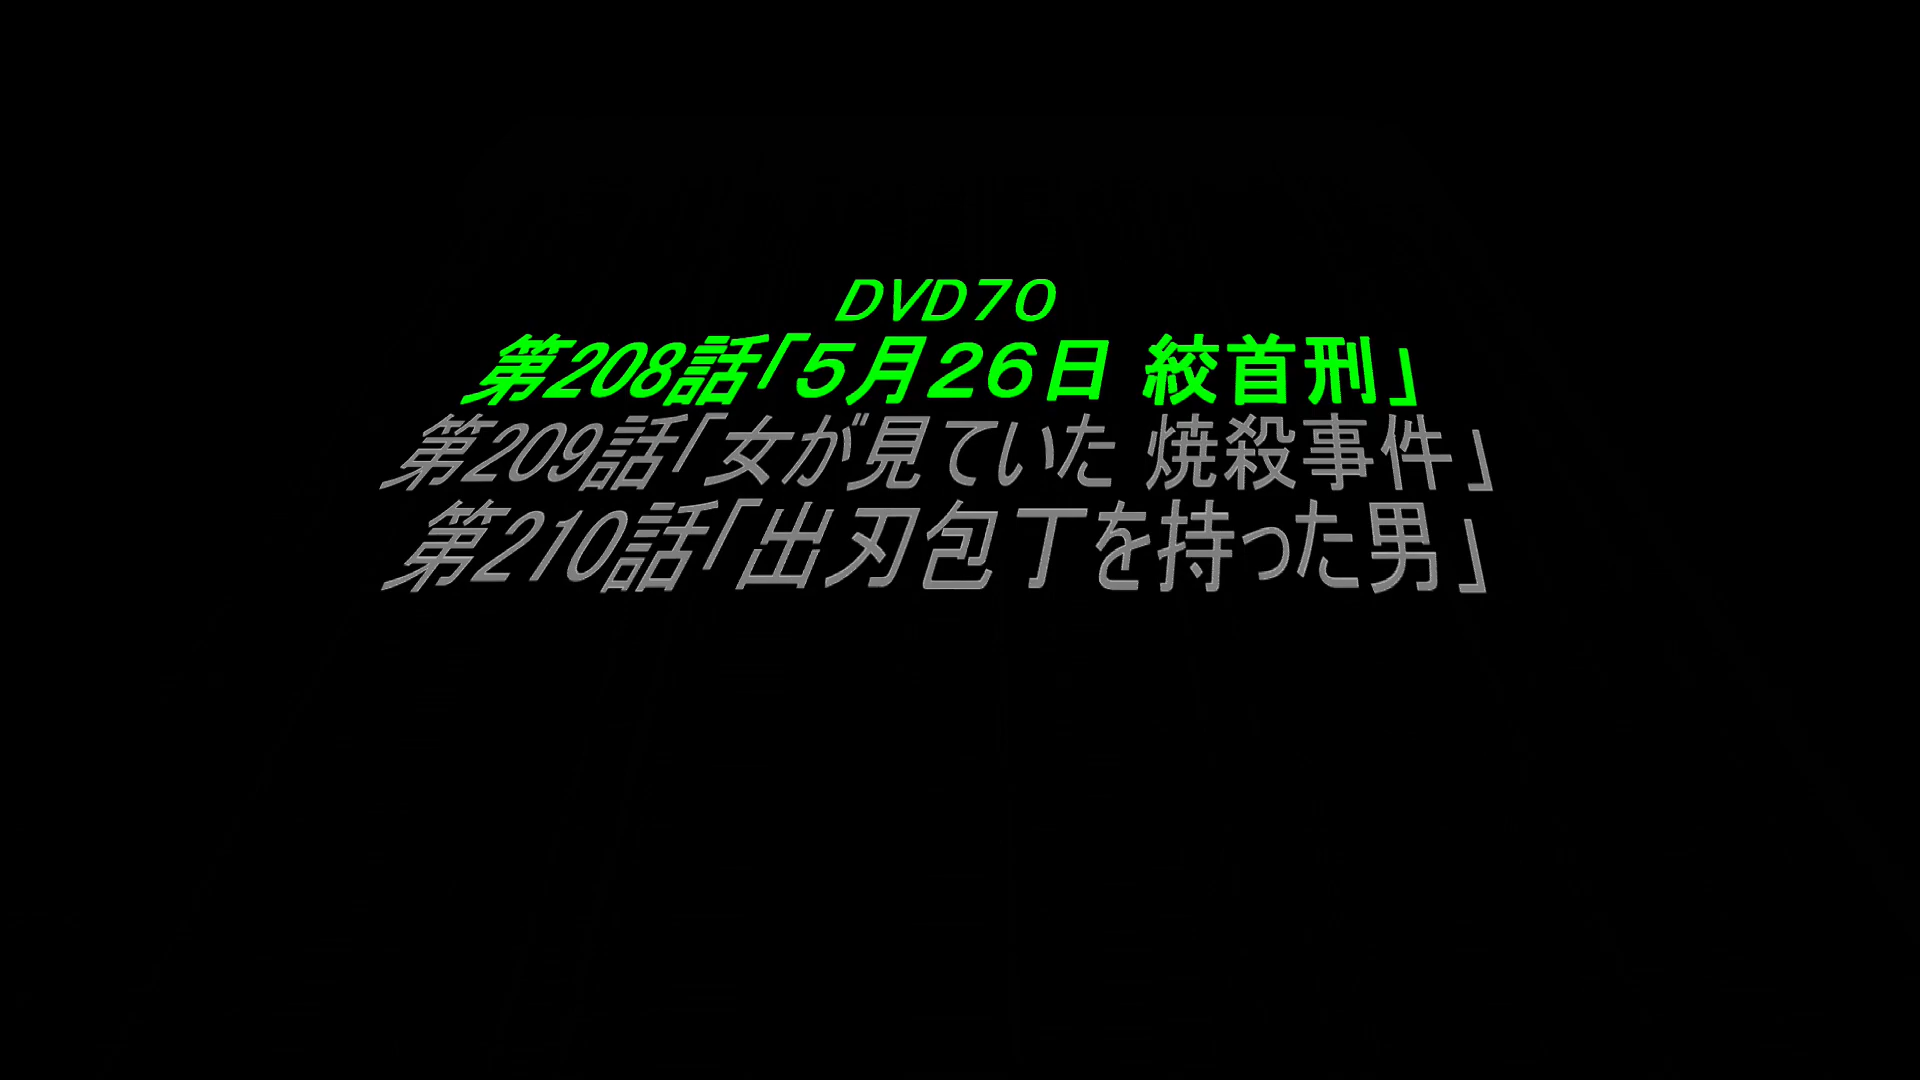 DVD70
第208話「5月26日 絞首刑」
第209話「女が見ていた 焼殺事件」
第210話「出刃包丁を持った男」